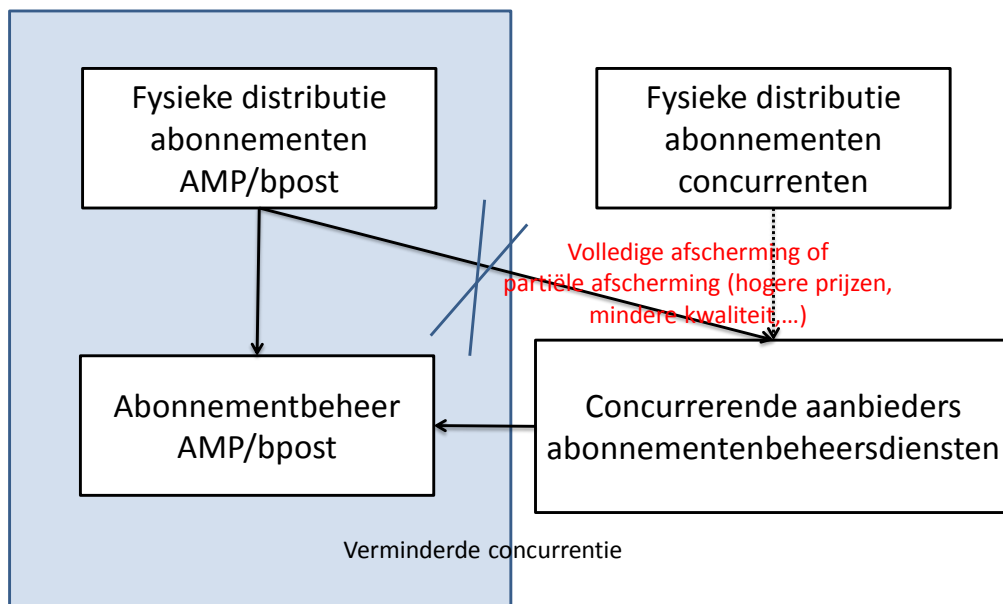 Fysieke distributie
abonnementen
AMP/bpost
Fysieke distributie
abonnementen
concurrenten
Volledige afscherming of
partiële afscherming (hogere prijzen,
mindere kwaliteit,…)
Abonnementbeheer
AMP/bpost
Concurrerende aanbieders
abonnementenbeheersdiensten
Verminderde concurrentie